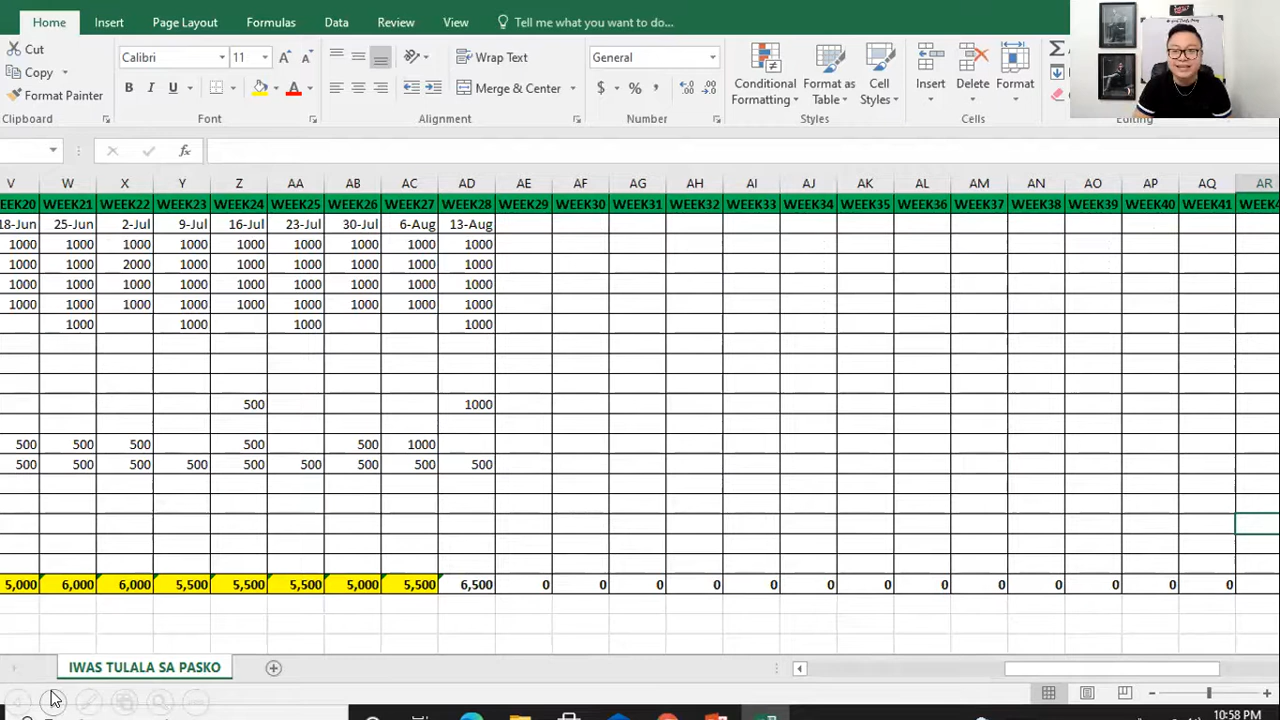 Home Insert Page Layout Formulas Data Review View Tell me what you want to do...
Cut
Copy
Format Painter
Calibri 11
B I U A
Wrap Text
Merge & Center
General
$ % ,
Conditional Formatting
Format as Table
Cell Styles
Insert
Delete
Format
Clipboard Font Alignment Number Styles Cells Editing
fx
V W X Y Z AA AB AC AD AE AF AG AH AI AJ AK AL AM AN AO AP AQ AR
EEK20 WEEK21 WEEK22 WEEK23 WEEK24 WEEK25 WEEK26 WEEK27 WEEK28 WEEK29 WEEK30 WEEK31 WEEK32 WEEK33 WEEK34 WEEK35 WEEK36 WEEK37 WEEK38 WEEK39 WEEK40 WEEK41 WEEK4
18-Jun 25-Jun 2-Jul 9-Jul 16-Jul 23-Jul 30-Jul 6-Aug 13-Aug
1000 1000 1000 1000 1000 1000 1000 1000 1000
1000 1000 2000 1000 1000 1000 1000 1000 1000
1000 1000 1000 1000 1000 1000 1000 1000 1000
1000 1000 1000 1000 1000 1000 1000 1000 1000
1000 1000 1000 1000
500 1000
500 500 500 500 500 1000
500 500 500 500 500 500 500 500 500
5,000 6,000 6,000 5,500 5,500 5,500 5,000 5,500 6,500 0 0 0 0 0 0 0 0 0 0 0 0 0
IWAS TULALA SA PASKO
10:58 PM